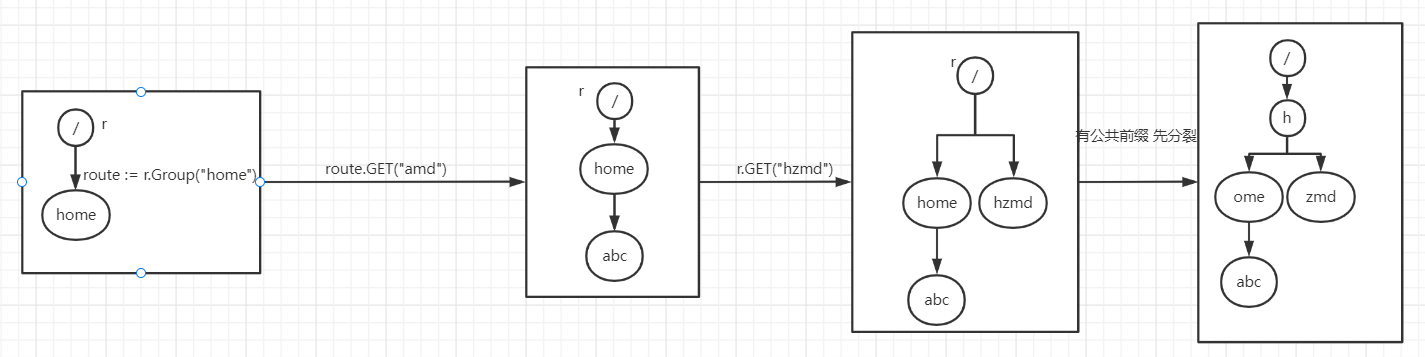 /
r
route := r.Group("home")
home
route.GET("amd")
r
/
home
abc
r.GET("hzmd")
r
/
home
hzmd
abc
有公共前缀 先分裂
/
h
ome
zmd
abc